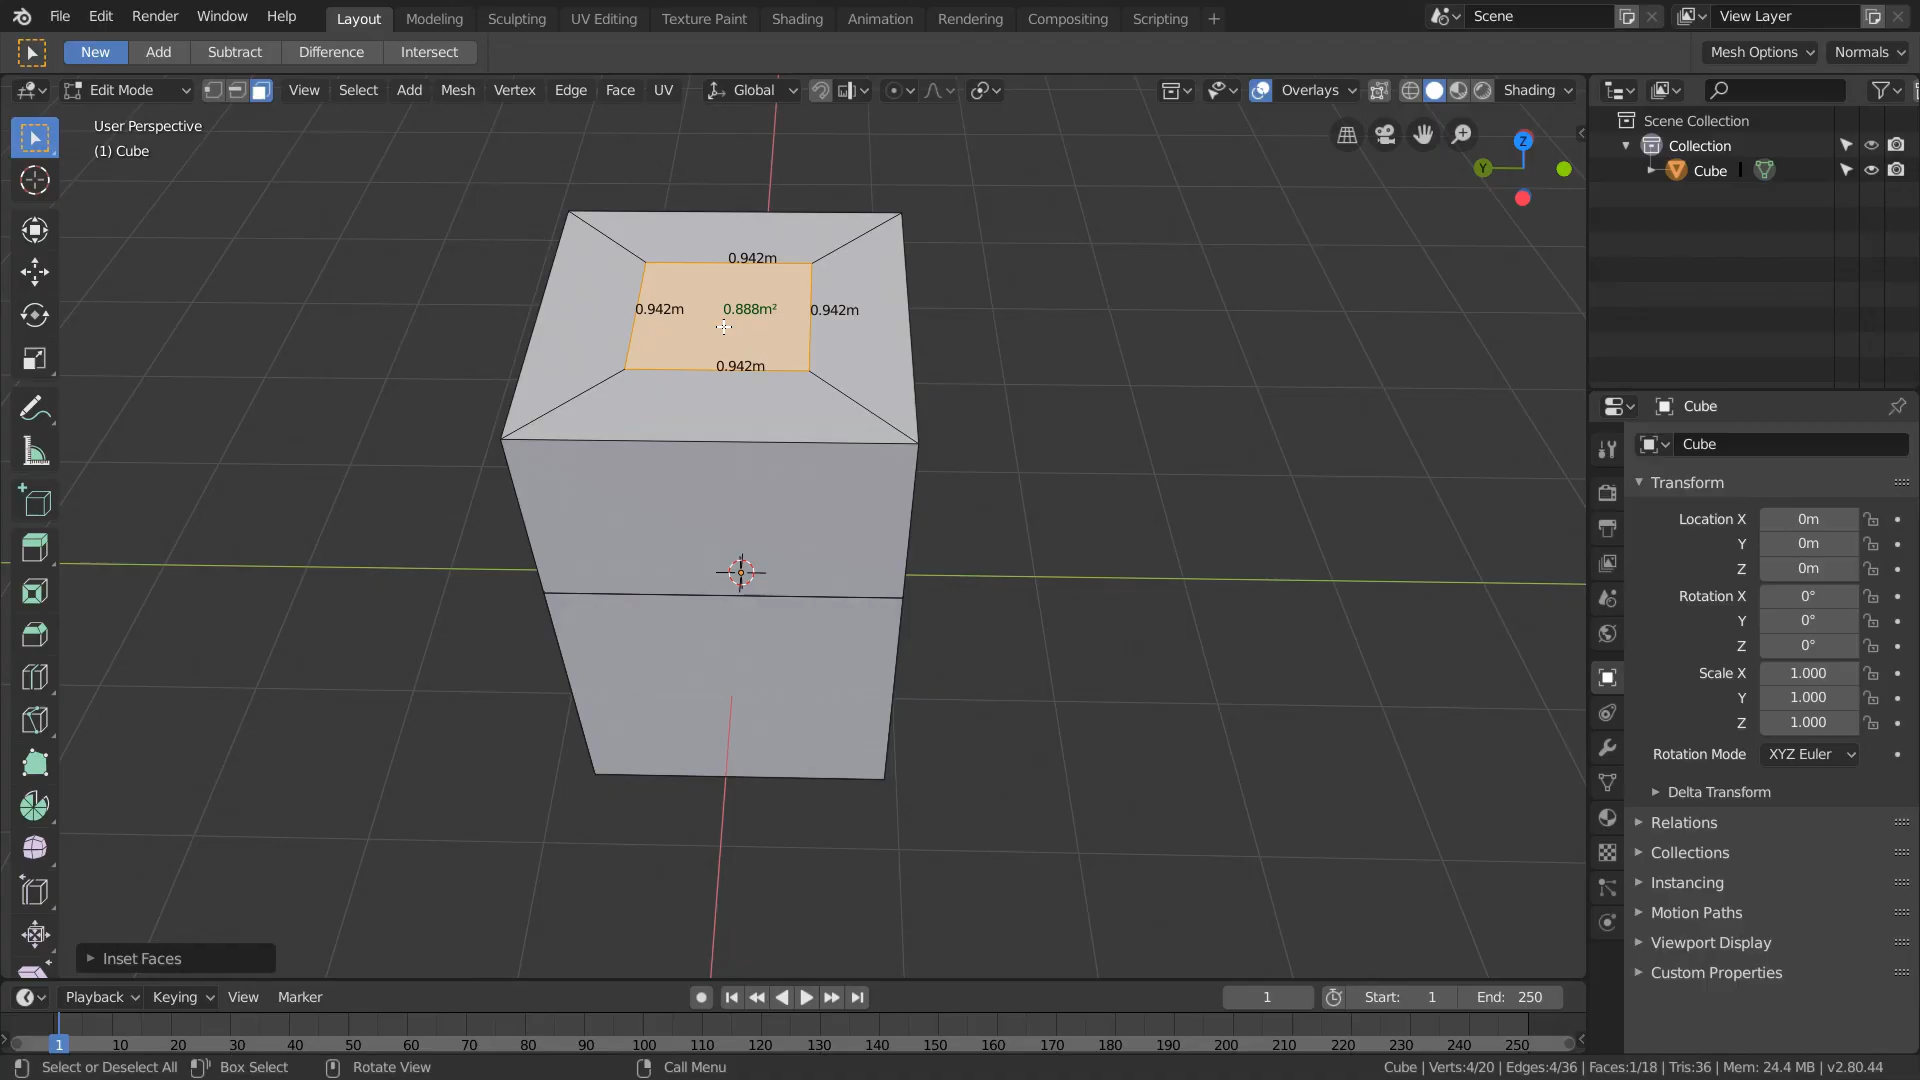 File Edit Render Window Help Layout Modeling Sculpting UV Editing Texture Paint Shading Animation Rendering Compositing Scripting + Scene View Layer
New Add Subtract Difference Intersect Mesh Options Normals
Edit Mode View Select Add Mesh Vertex Edge Face UV Global Overlays Shading
User Perspective
(1) Cube
Z
Y
0.942m
0.942m 0.888m² 0.942m
0.942m
Scene Collection
Collection
Cube
Cube
Cube
Transform
Location X 0m
Y 0m
Z 0m
Rotation X 0°
Y 0°
Z 0°
Scale X 1.000
Y 1.000
Z 1.000
Rotation Mode XYZ Euler
Delta Transform
Relations
Collections
Instancing
Motion Paths
Viewport Display
Custom Properties
Inset Faces
Playback Keying View Marker 1 Start: 1 End: 250
1 10 20 30 40 50 60 70 80 90 100 110 120 130 140 150 160 170 180 190 200 210 220 230 240 250
Select or Deselect All Box Select Rotate View Call Menu Cube | Verts:4/20 | Edges:4/36 | Faces:1/18 | Tris:36 | Mem: 24.4 MB | v2.80.44